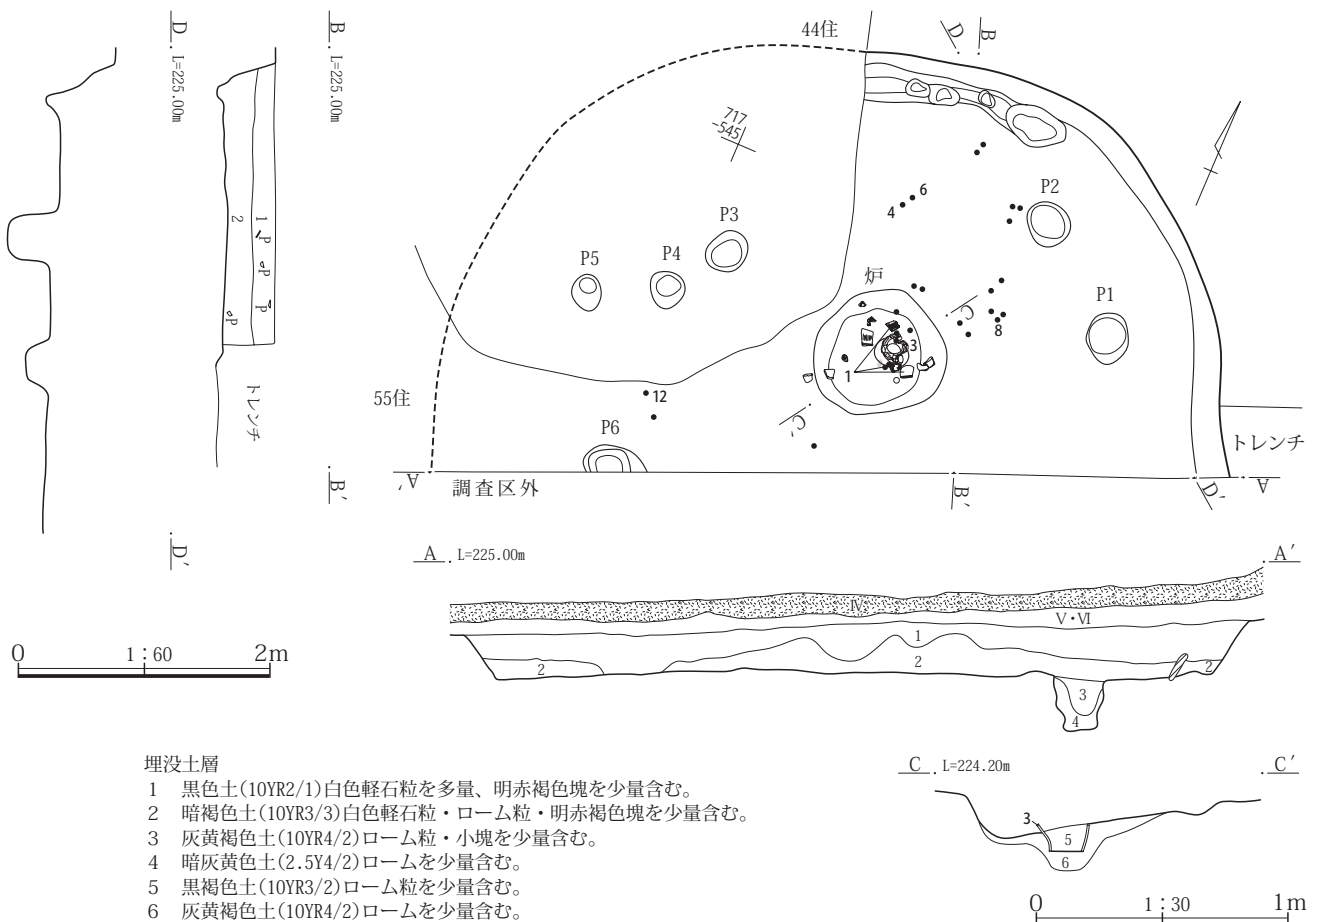 D
L=225.00m
D′
B
L=225.00m
1
2
P
P
P
P
トレンチ
B′
44住
D
B
717
-545
6
4
P2
P3
P5
P4
炉
P1
C
8
3
1
55住
12
C′
P6
トレンチ
A′
調査区外
B′
D′
A
A L=225.00m A′
Ⅳ
Ⅴ・Ⅵ
1
2
2
2
3
4
0 1:60 2m
埋没土層
1 黒色土(10YR2/1)白色軽石粒を多量、明赤褐色塊を少量含む。
2 暗褐色土(10YR3/3)白色軽石粒・ローム粒・明赤褐色塊を少量含む。
3 灰黄褐色土(10YR4/2)ローム粒・小塊を少量含む。
4 暗灰黄色土(2.5Y4/2)ロームを少量含む。
5 黒褐色土(10YR3/2)ローム粒を少量含む。
6 灰黄褐色土(10YR4/2)ロームを少量含む。
C L=224.20m C′
3
5
6
0 1:30 1m